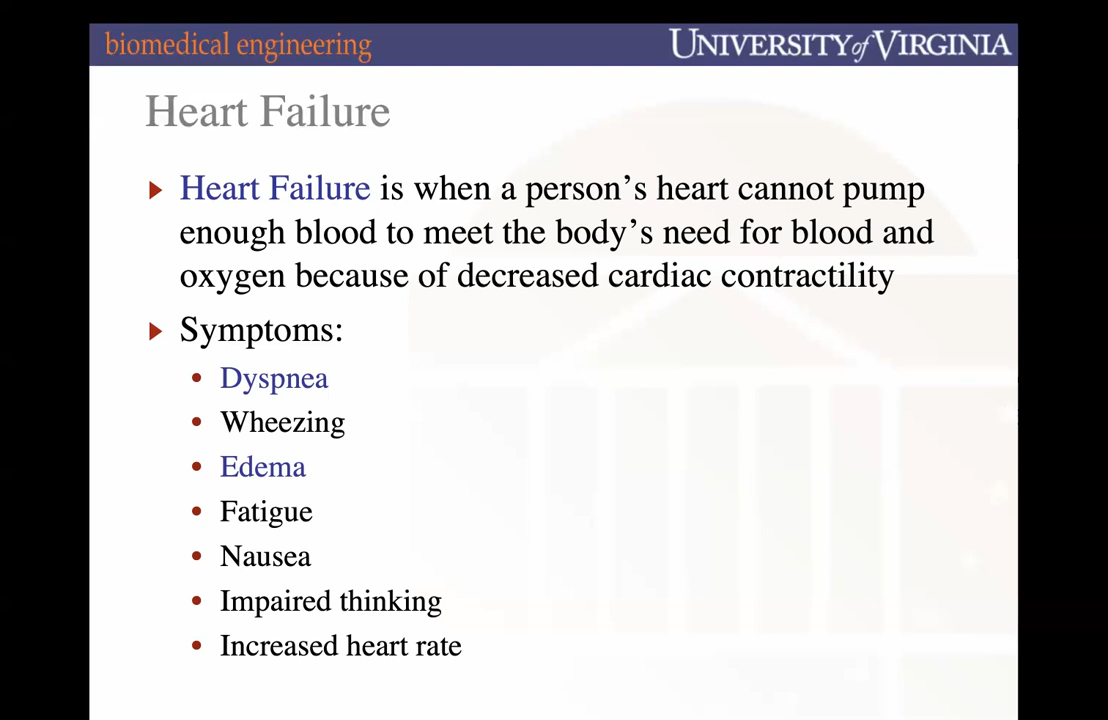 biomedical engineering
UNIVERSITY of VIRGINIA
Heart Failure
Heart Failure is when a person’s heart cannot pump
enough blood to meet the body’s need for blood and
oxygen because of decreased cardiac contractility
Symptoms:
• Dyspnea
• Wheezing
• Edema
• Fatigue
• Nausea
• Impaired thinking
• Increased heart rate